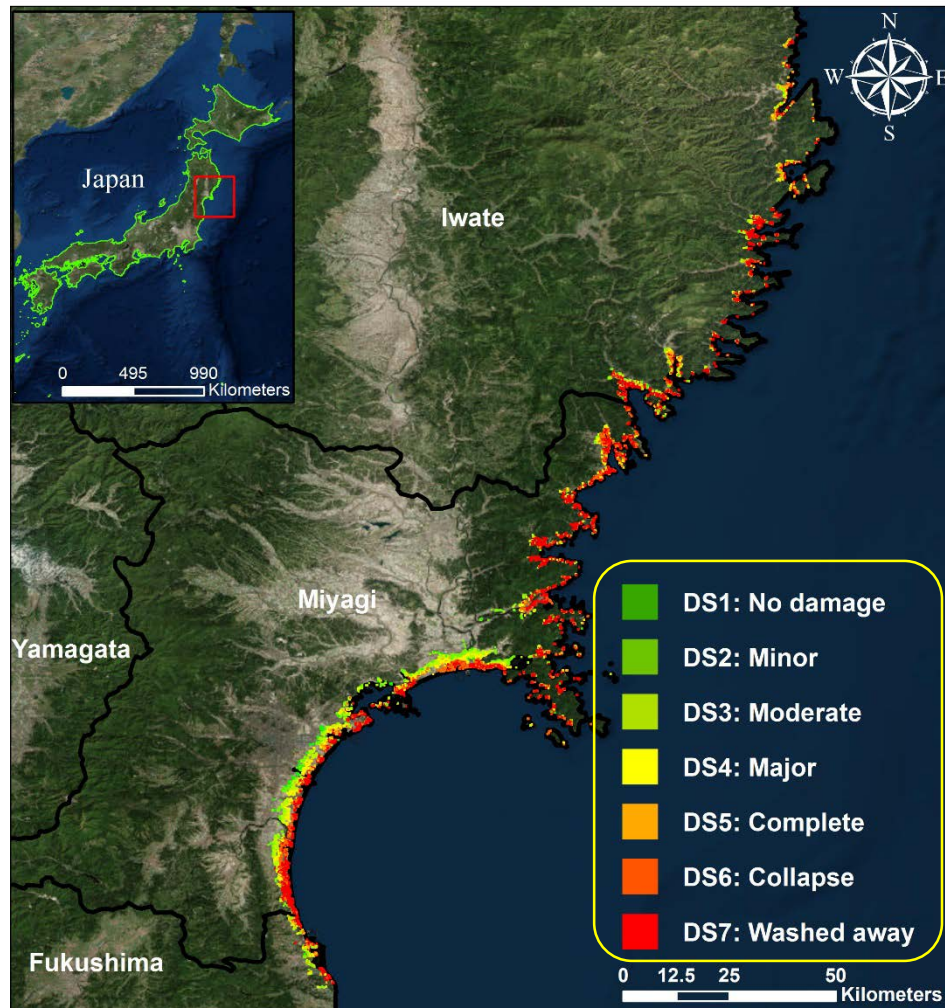 N
W E
S
Japan
Iwate
0 495 990
Kilometers
Miyagi
Yamagata
Fukushima
DS1: No damage
DS2: Minor
DS3: Moderate
DS4: Major
DS5: Complete
DS6: Collapse
DS7: Washed away
0 12.5 25 50
Kilometers